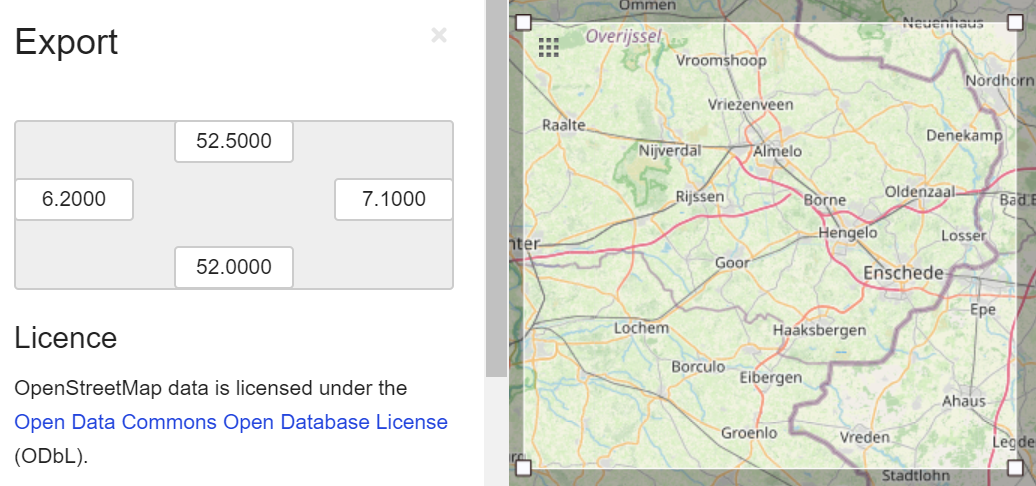 Export
×
52.5000
6.2000
7.1000
52.0000
Licence
OpenStreetMap data is licensed under the
Open Data Commons Open Database License
(ODbL).
Ommen
Neuenhaus
Overijssel
Vroomshoop
Nordhorn
Vriezenveen
Raalte
Denekamp
Nijverdal
Almelo
Oldenzaal
Rijssen
Borne
Bad B
Hengelo
Losser
nter
Goor
Enschede
Epe
Lochem
Haaksbergen
Borculo
Eibergen
Ahaus
Groenlo
Vreden
Legde
Stadtlohn